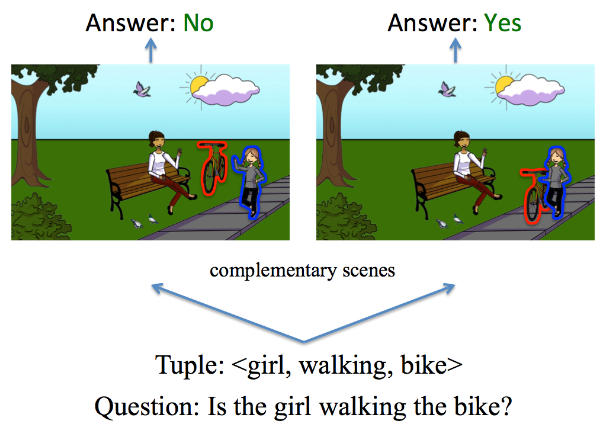 Answer: No
Answer: Yes
complementary scenes
Tuple: <girl, walking, bike>
Question: Is the girl walking the bike?